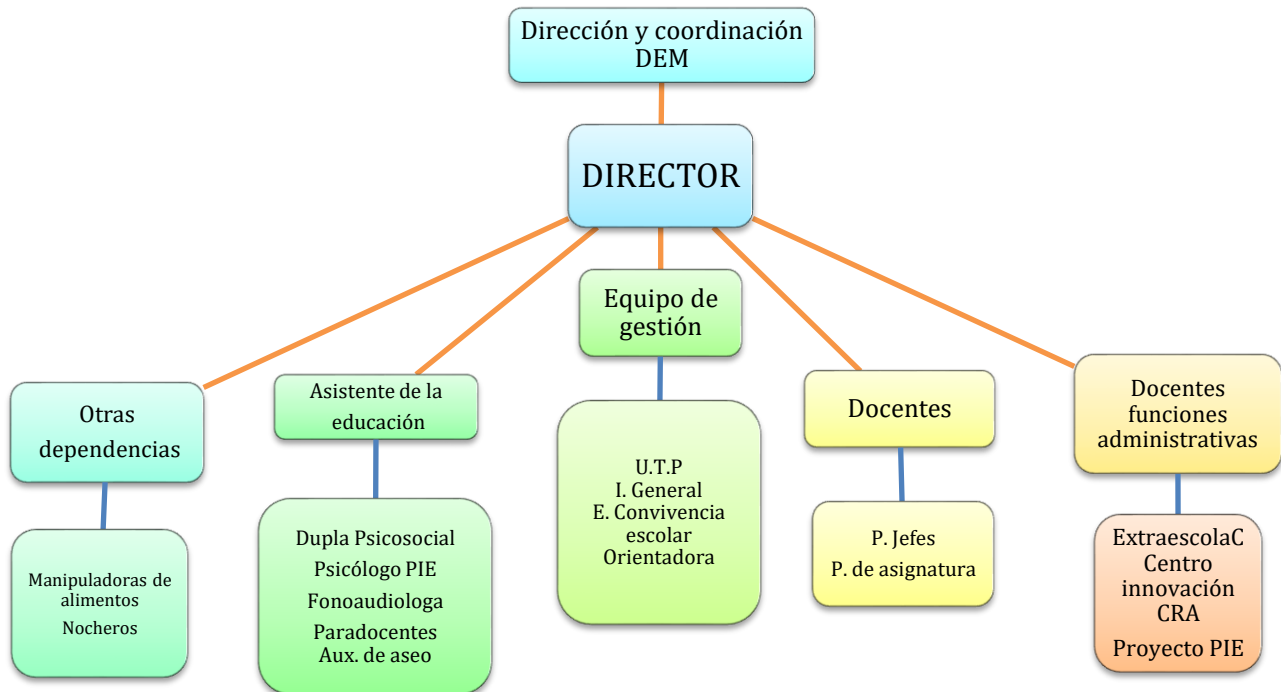 Dirección y coordinación
DEM
DIRECTOR
Equipo de
gestión
Otras
dependencias
Asistente de la
educación
Docentes
Docentes
funciones
administrativas
Manipuladoras de
alimentos
Nocheros
Dupla Psicosocial
Psicólogo PIE
Fonoaudiologa
Paradocentes
Aux. de aseo
U.T.P
I. General
E. Convivencia
escolar
Orientadora
P. Jefes
P. de asignatura
ExtraescolaC
Centro
innovación
CRA
Proyecto PIE